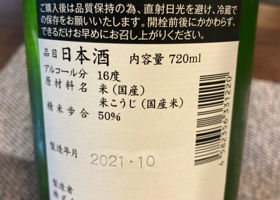 ご購入後は品質保持の為、直射日光を避け、冷蔵で
の保存をお願いいたします。開栓前後にかかわらず、
できるだけお早めにお召し上がりください。
品目 日本酒 内容量 720ml
アルコール分 16度
原材料名 米(国産)
米こうじ(国産米)
精米歩合 50%
製造年月 2021・10
製造者
4582556331220